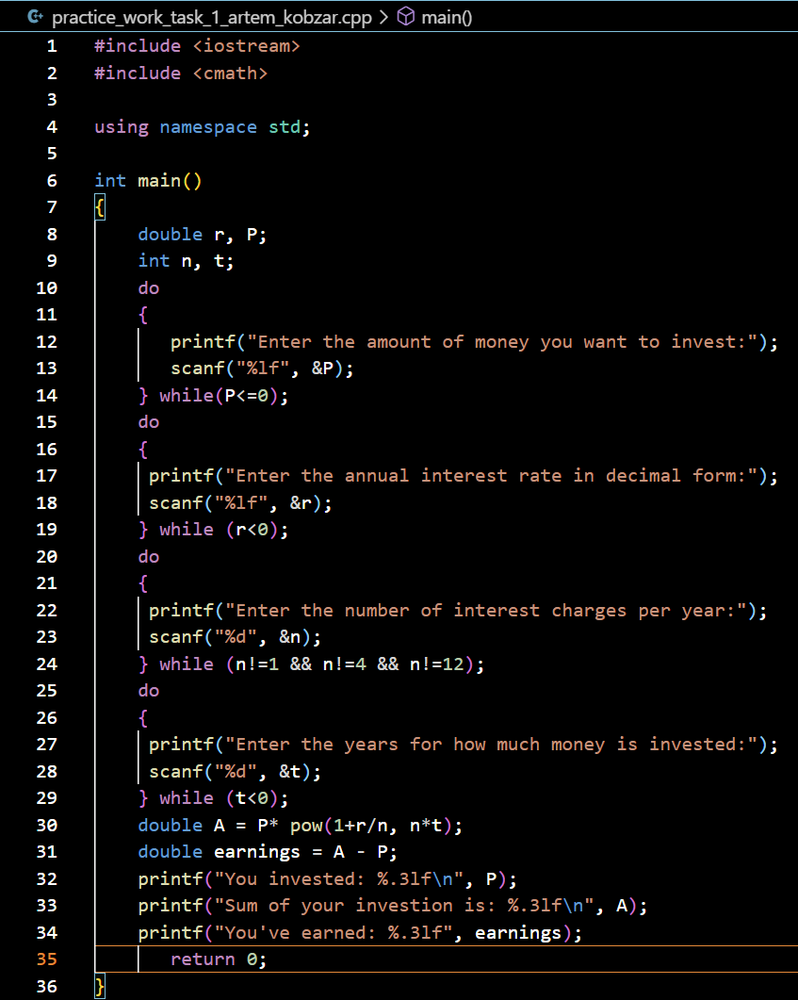 practice_work_task_1_artem_kobzar.cpp > main()
1 #include <iostream>
2 #include <cmath>
3
4 using namespace std;
5
6 int main()
7 {
8     double r, P;
9     int n, t;
10     do
11     {
12        printf("Enter the amount of money you want to invest:");
13        scanf("%lf", &P);
14     } while(P<=0);
15     do
16     {
17      printf("Enter the annual interest rate in decimal form:");
18      scanf("%lf", &r);
19     } while (r<0);
20     do
21     {
22      printf("Enter the number of interest charges per year:");
23      scanf("%d", &n);
24     } while (n!=1 && n!=4 && n!=12);
25     do
26     {
27      printf("Enter the years for how much money is invested:");
28      scanf("%d", &t);
29     } while (t<0);
30     double A = P* pow(1+r/n, n*t);
31     double earnings = A - P;
32     printf("You invested: %.3lf\n", P);
33     printf("Sum of your investion is: %.3lf\n", A);
34     printf("You've earned: %.3lf", earnings);
35        return 0;
36 }